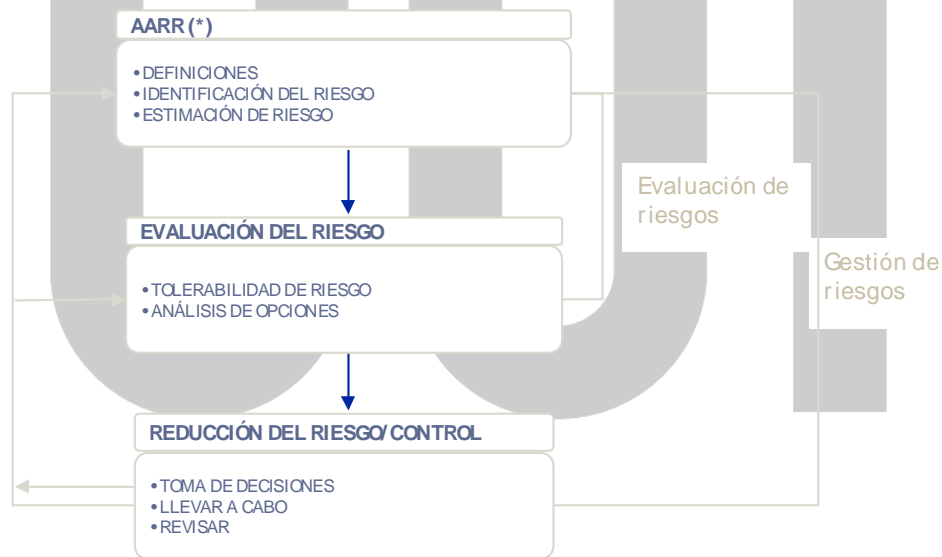 AARR (*)
• DEFINICIONES
• IDENTIFICACIÓN DEL RIESGO
• ESTIMACIÓN DE RIESGO
Evaluación de
riesgos
EVALUACIÓN DEL RIESGO
Gestión de
riesgos
• TOLERABILIDAD DE RIESGO
• ANÁLISIS DE OPCIONES
REDUCCIÓN DEL RIESGO/CONTROL
• TOMA DE DECISIONES
• LLEVAR A CABO
• REVISAR